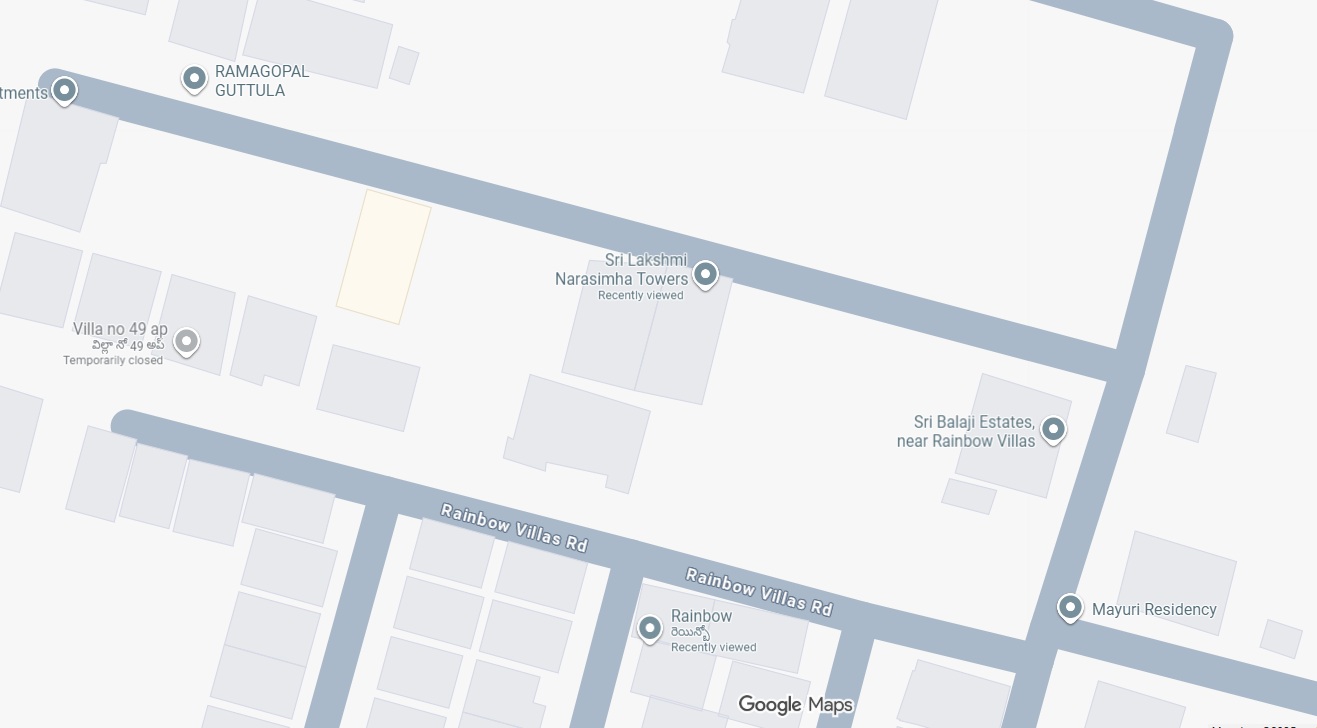 RAMAGOPAL
GUTTULA
tments
Sri Lakshmi
Narasimha Towers
Recently viewed
Villa no 49 ap
విల్లా నో 49 అప్
Temporarily closed
Sri Balaji Estates,
near Rainbow Villas
Rainbow Villas Rd
Rainbow Villas Rd
Rainbow
రెయిన్బో
Recently viewed
Mayuri Residency
Google Maps